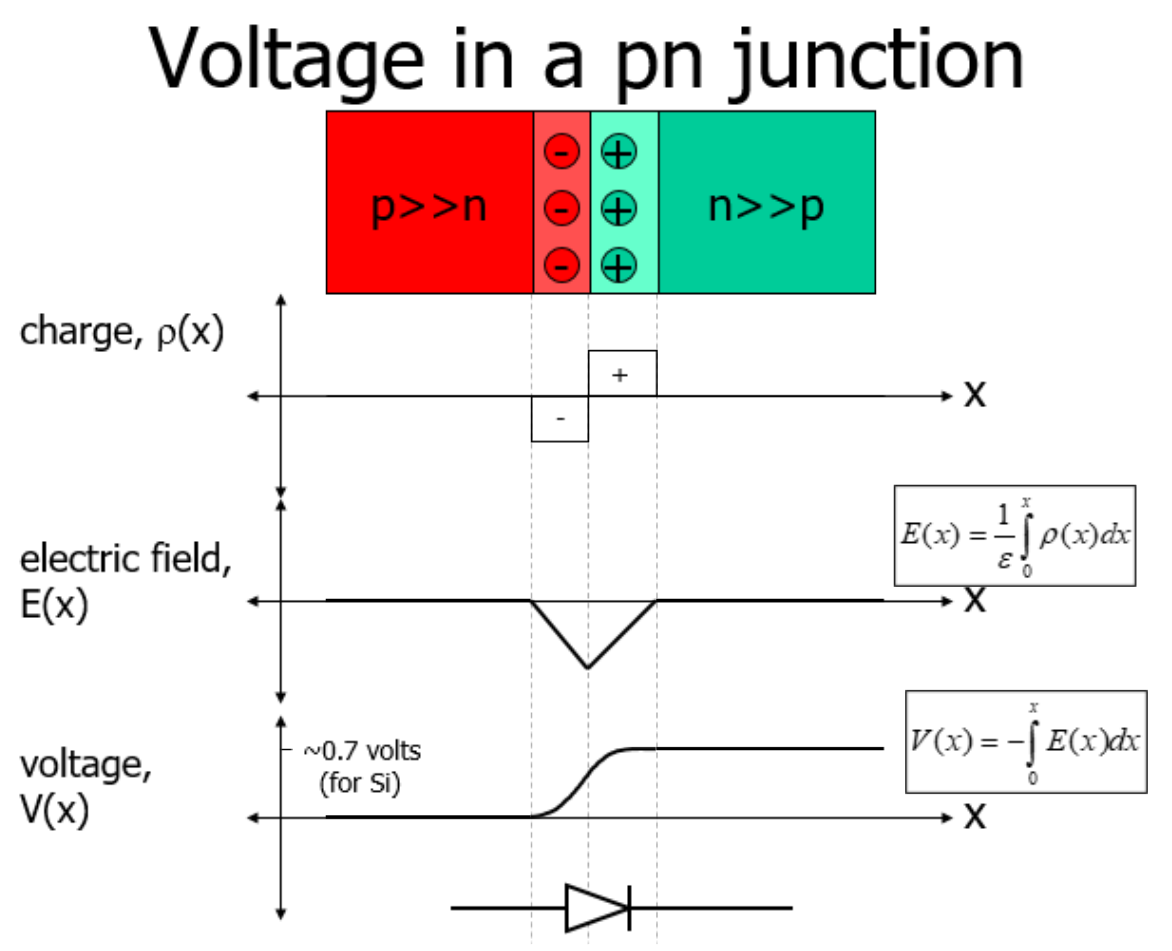 Voltage in a pn junction
p>>n
-
+
-
+
-
+
n>>p
charge, ρ(x)
+
-
x
E(x) = 1/ε ∫₀ˣ ρ(x)dx
electric field,
E(x)
x
V(x) = −∫₀ˣ E(x)dx
~0.7 volts
(for Si)
voltage,
V(x)
x